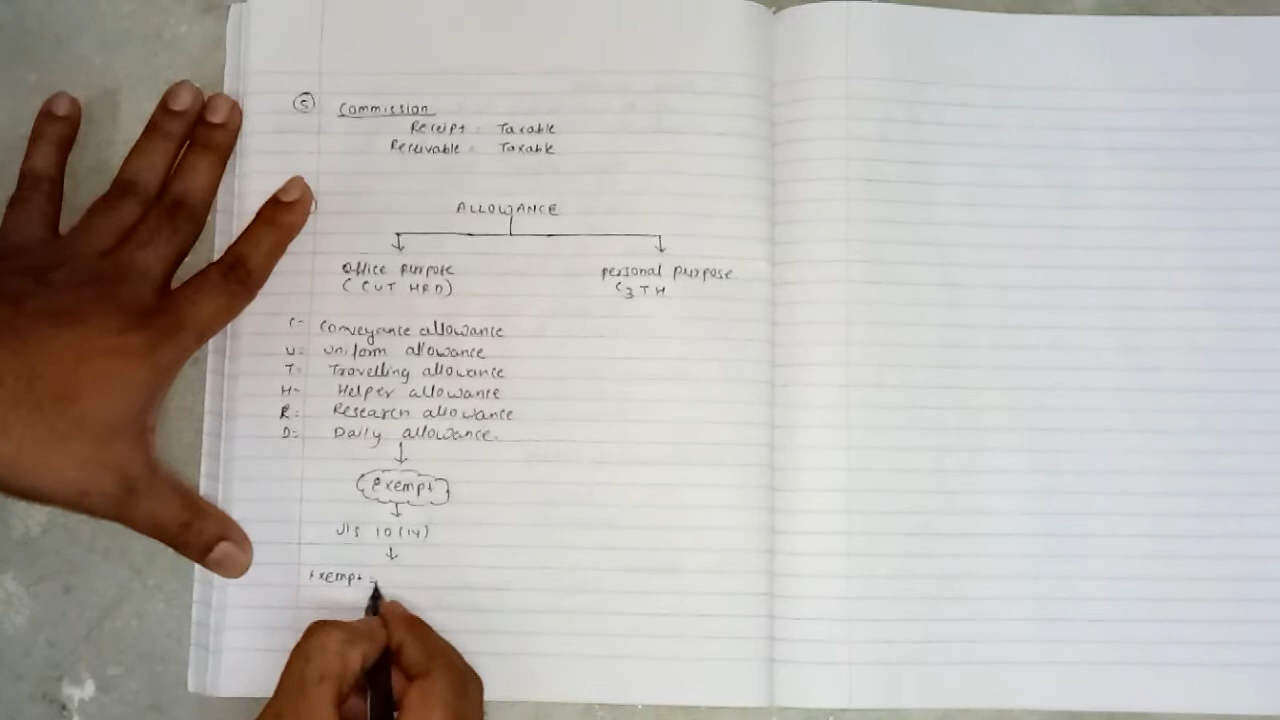 5 Commission
Receipt = Taxable
Receivable = Taxable
ALLOWANCE
office purpose
(CUT HRD)
personal purpose
C3TH
C= Conveyance allowance
U= uniform allowance
T= Travelling allowance
H= Helper allowance
R= Research allowance
D= Daily allowance.
Exempt
U/S 10(14)
Exempt =